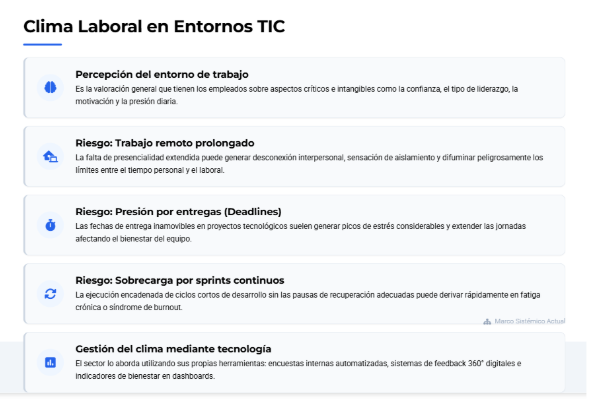 Clima Laboral en Entornos TIC
Percepción del entorno de trabajo
Es la valoración general que tienen los empleados sobre aspectos críticos e intangibles como la confianza, el tipo de liderazgo, la
motivación y la presión diaria.
Riesgo: Trabajo remoto prolongado
La falta de presencialidad extendida puede generar desconexión interpersonal, sensación de aislamiento y difuminar peligrosamente los
límites entre el tiempo personal y el laboral.
Riesgo: Presión por entregas (Deadlines)
Las fechas de entrega inamovibles en proyectos tecnológicos suelen generar picos de estrés considerables y extender las jornadas
afectando el bienestar del equipo.
Riesgo: Sobrecarga por sprints continuos
La ejecución encadenada de ciclos cortos de desarrollo sin las pausas de recuperación adecuadas puede derivar rápidamente en fatiga
crónica o síndrome de burnout.
Marco Sistémico Actual
Gestión del clima mediante tecnología
El sector lo aborda utilizando sus propias herramientas: encuestas internas automatizadas, sistemas de feedback 360° digitales e
indicadores de bienestar en dashboards.